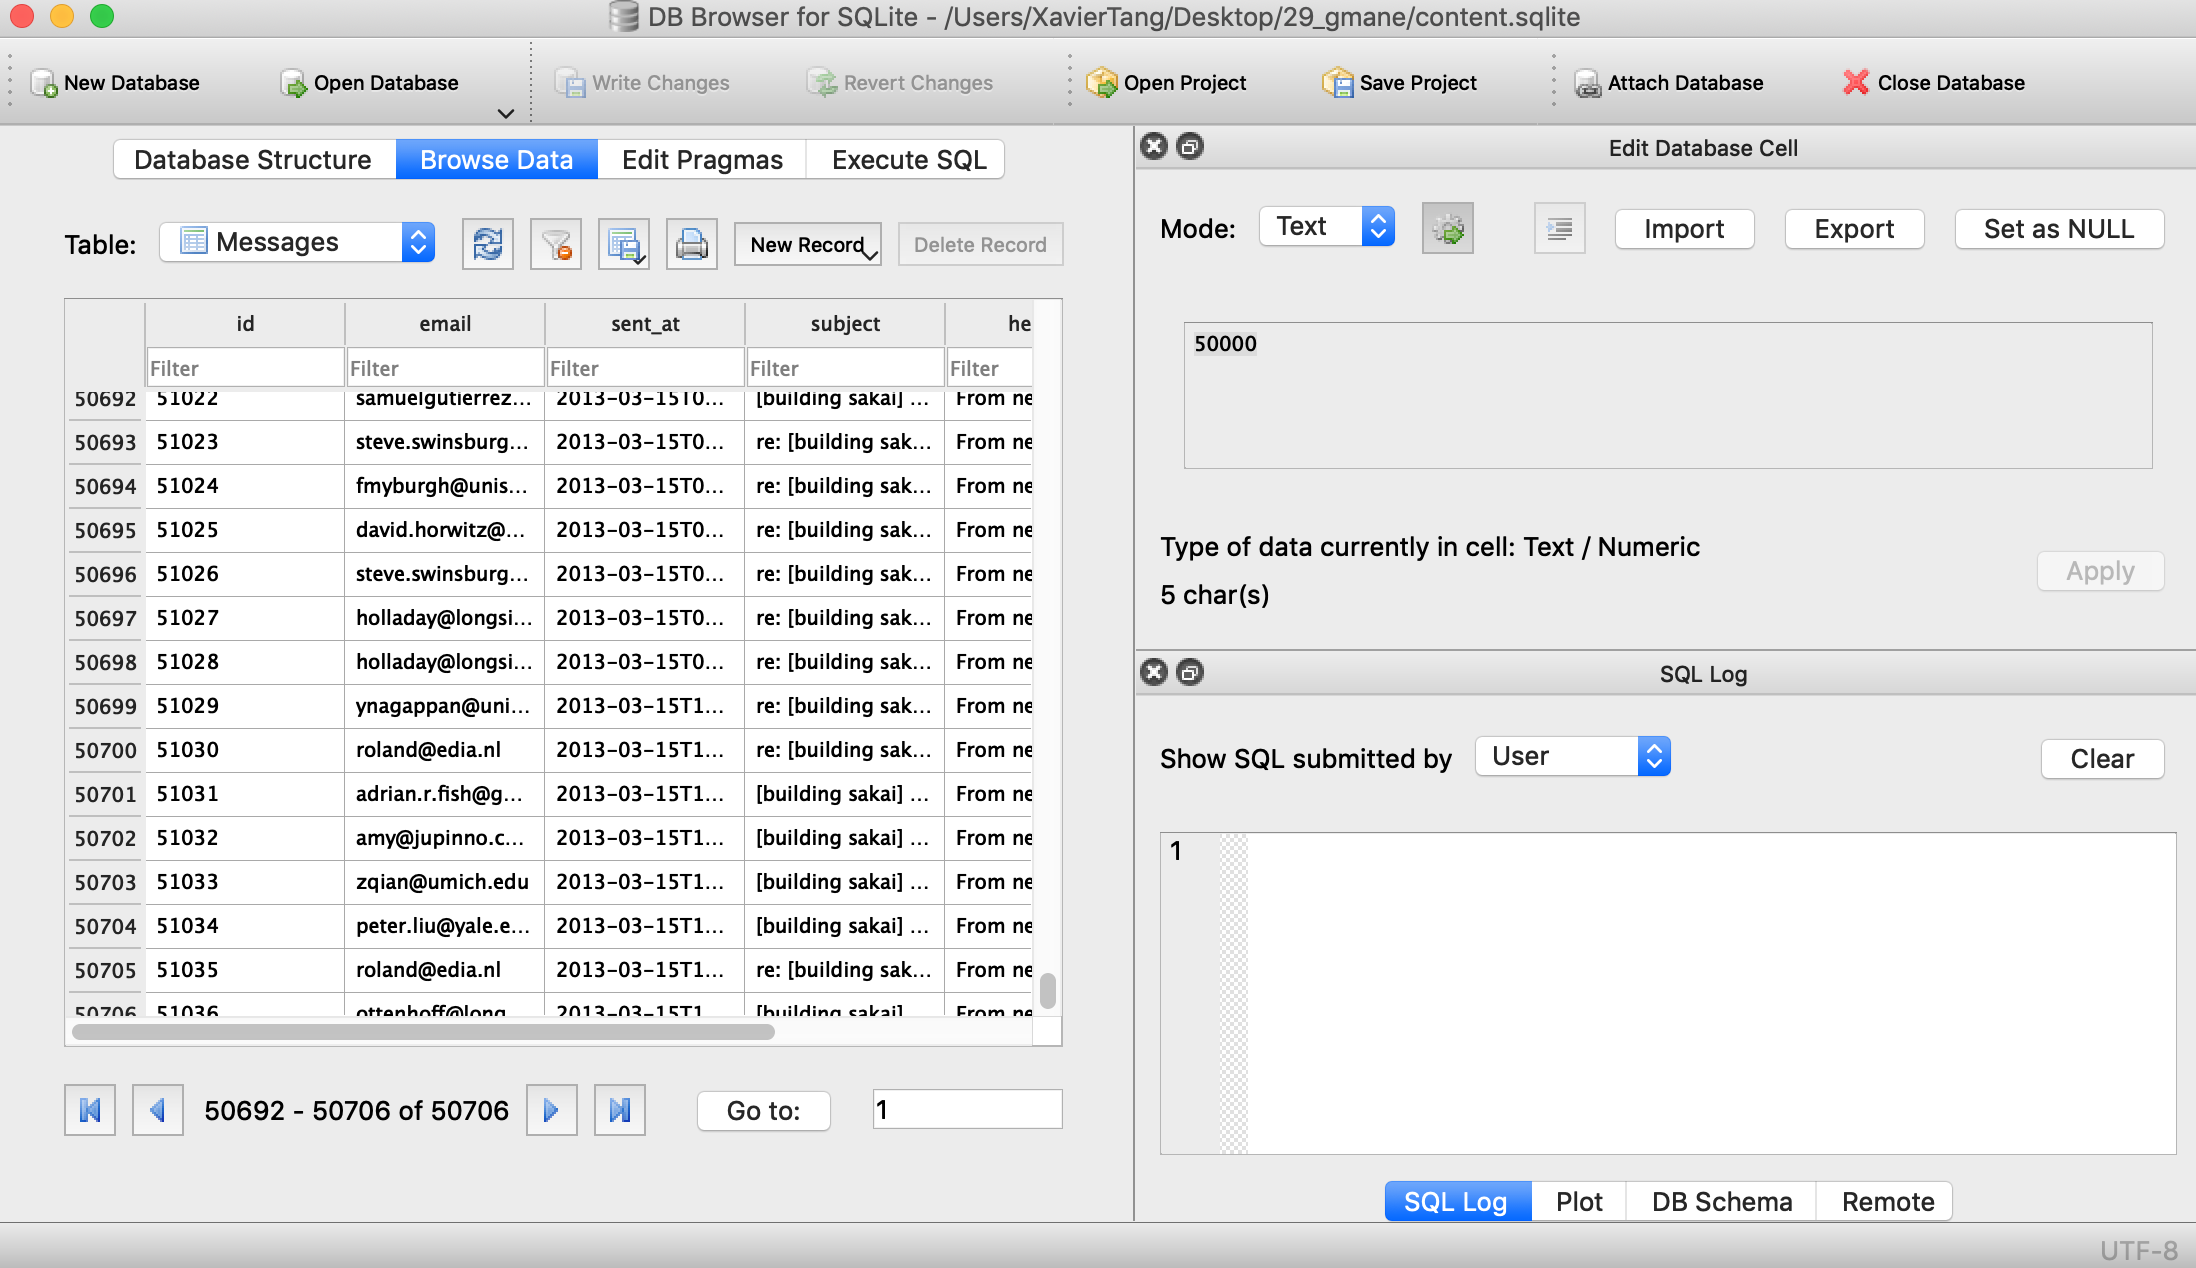 DB Browser for SQLite - /Users/XavierTang/Desktop/29_gmane/content.sqlite
New Database Open Database Write Changes Revert Changes Open Project Save Project Attach Database Close Database
Database Structure Browse Data Edit Pragmas Execute SQL
Table: Messages New Record Delete Record
id email sent_at subject he
Filter Filter Filter Filter Filter
50692 51022 samuelgutierrez... 2013-03-15T0... [building sakai] ... From ne
50693 51023 steve.swinsburg... 2013-03-15T0... re: [building sak... From ne
50694 51024 fmyburgh@unis... 2013-03-15T0... re: [building sak... From ne
50695 51025 david.horwitz@... 2013-03-15T0... re: [building sak... From ne
50696 51026 steve.swinsburg... 2013-03-15T0... re: [building sak... From ne
50697 51027 holladay@longsi... 2013-03-15T0... re: [building sak... From ne
50698 51028 holladay@longsi... 2013-03-15T0... re: [building sak... From ne
50699 51029 ynagappan@uni... 2013-03-15T1... re: [building sak... From ne
50700 51030 roland@edia.nl 2013-03-15T1... re: [building sak... From ne
50701 51031 adrian.r.fish@g... 2013-03-15T1... [building sakai] ... From ne
50702 51032 amy@jupinno.c... 2013-03-15T1... [building sakai] ... From ne
50703 51033 zqian@umich.edu 2013-03-15T1... [building sakai] ... From ne
50704 51034 peter.liu@yale.e... 2013-03-15T1... [building sakai] ... From ne
50705 51035 roland@edia.nl 2013-03-15T1... re: [building sak... From ne
50706 51036 ottenhoff@long... 2013-03-15T1... [building sakai] ... From ne
50692 - 50706 of 50706 Go to: 1
Edit Database Cell
Mode: Text Import Export Set as NULL
50000
Type of data currently in cell: Text / Numeric
5 char(s)
Apply
SQL Log
Show SQL submitted by User Clear
1
SQL Log Plot DB Schema Remote
UTF-8